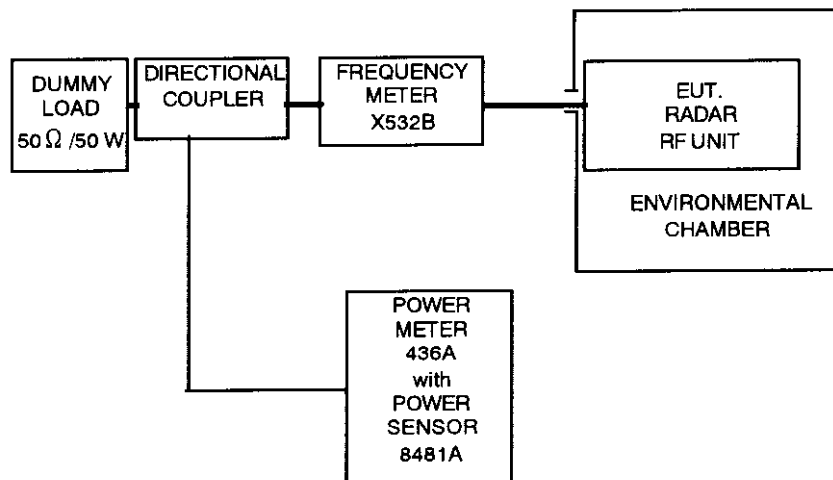 DUMMY
LOAD
50 Ω /50 W
DIRECTIONAL
COUPLER
FREQUENCY
METER
X532B
EUT.
RADAR
RF UNIT
ENVIRONMENTAL
CHAMBER
POWER
METER
436A
with
POWER
SENSOR
8481A